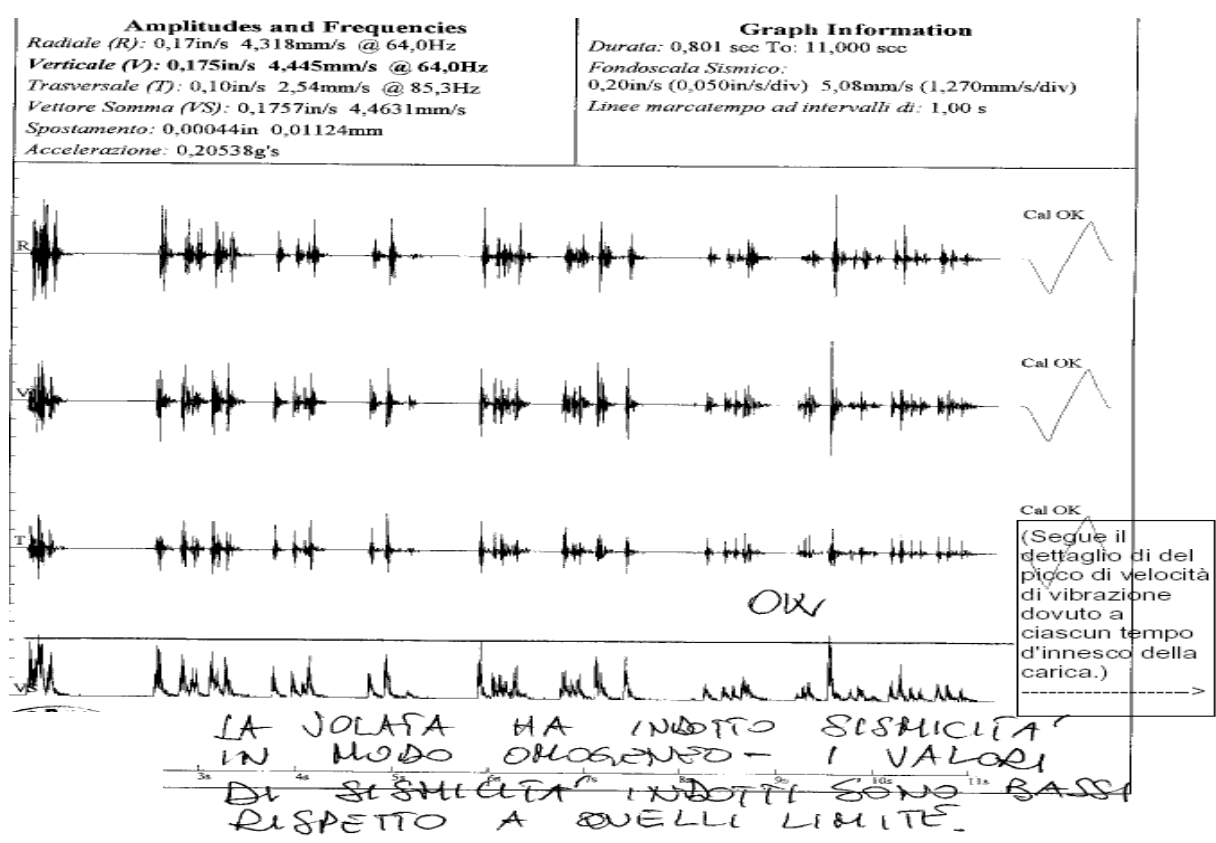 Amplitudes and Frequencies
Radiale (R): 0,17in/s 4,318mm/s @ 64,0Hz
Verticale (V): 0,175in/s 4,445mm/s @ 64,0Hz
Trasversale (T): 0,10in/s 2,54mm/s @ 85,3Hz
Vettore Somma (VS): 0,1757in/s 4,4631mm/s
Spostamento: 0,00044in 0,01124mm
Accelerazione: 0,20538g's
Graph Information
Durata: 0,801 sec To: 11,000 sec
Fondoscala Sismico:
0,20in/s (0,050in/s/div) 5,08mm/s (1,270mm/s/div)
Linee marcatempo ad intervalli di: 1,00 s
R
Cal OK
V
Cal OK
T
Cal OK
(Segue il
dettaglio di del
picco di velocità
di vibrazione
dovuto a
ciascun tempo
d'innesco della
carica.)
-------------------->
OK
VS
LA VOLATA HA INDOTTO SISMICITA'
IN MODO OMOGENEO - I VALORI
3s 4s 5s 6s 7s 8s 9s 10s 11s
DI SISMICITA' INDOTTI SONO BASSI
RISPETTO A QUELLI LIMITE.